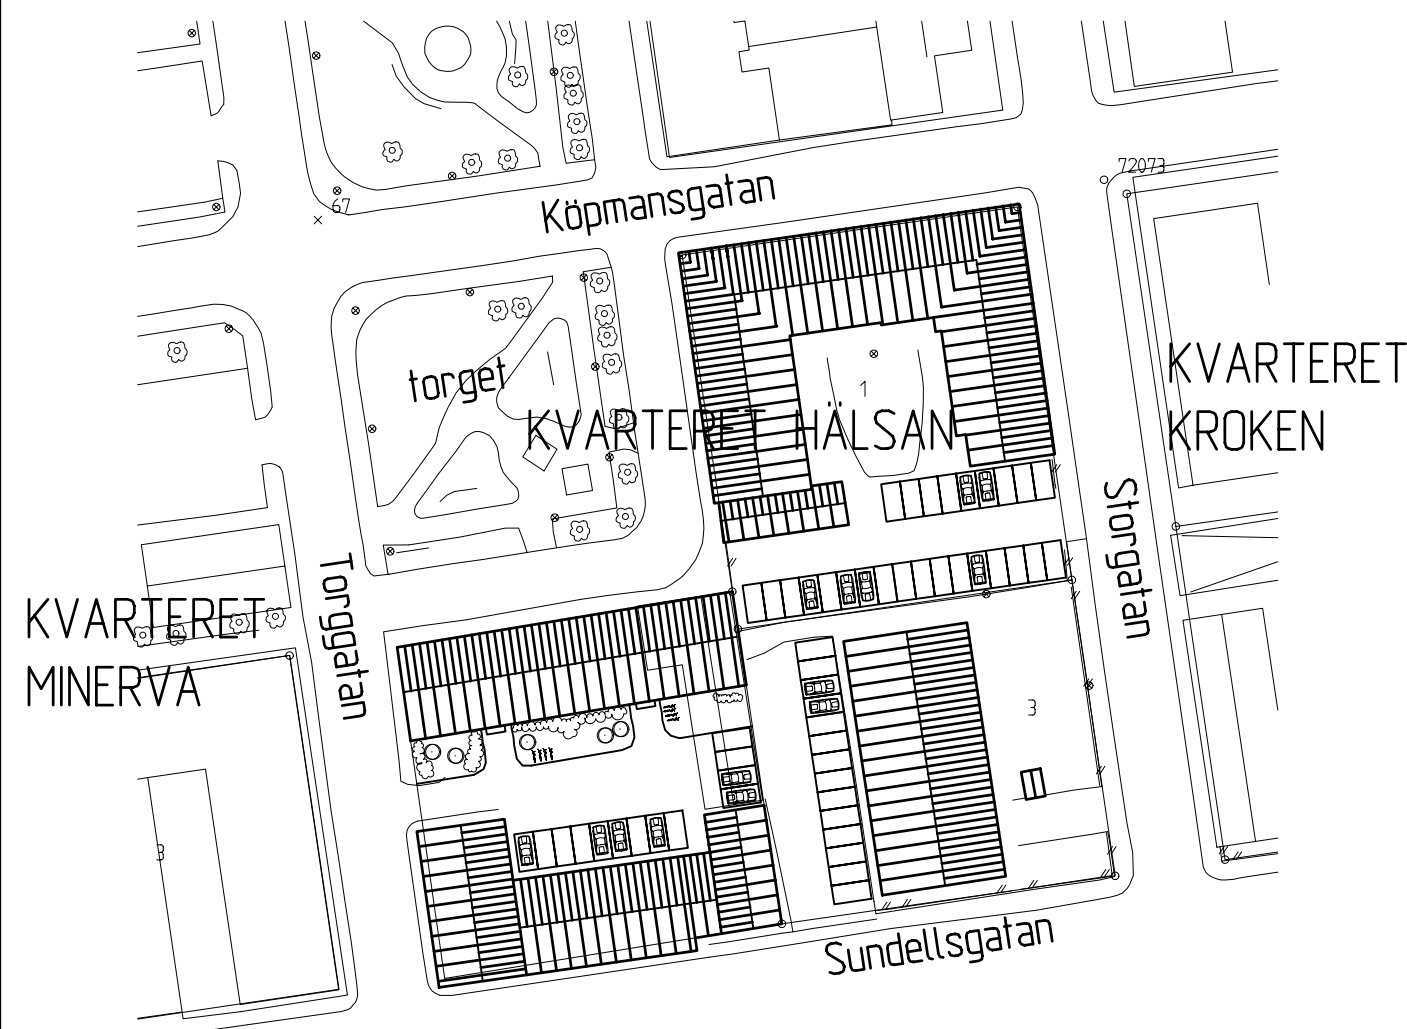 72073
67
Köpmansgatan
KVARTERET
KROKEN
torget
1
KVARTERET HÄLSAN
Storgatan
Torggatan
KVARTERET
MINERVA
3
3
Sundellsgatan